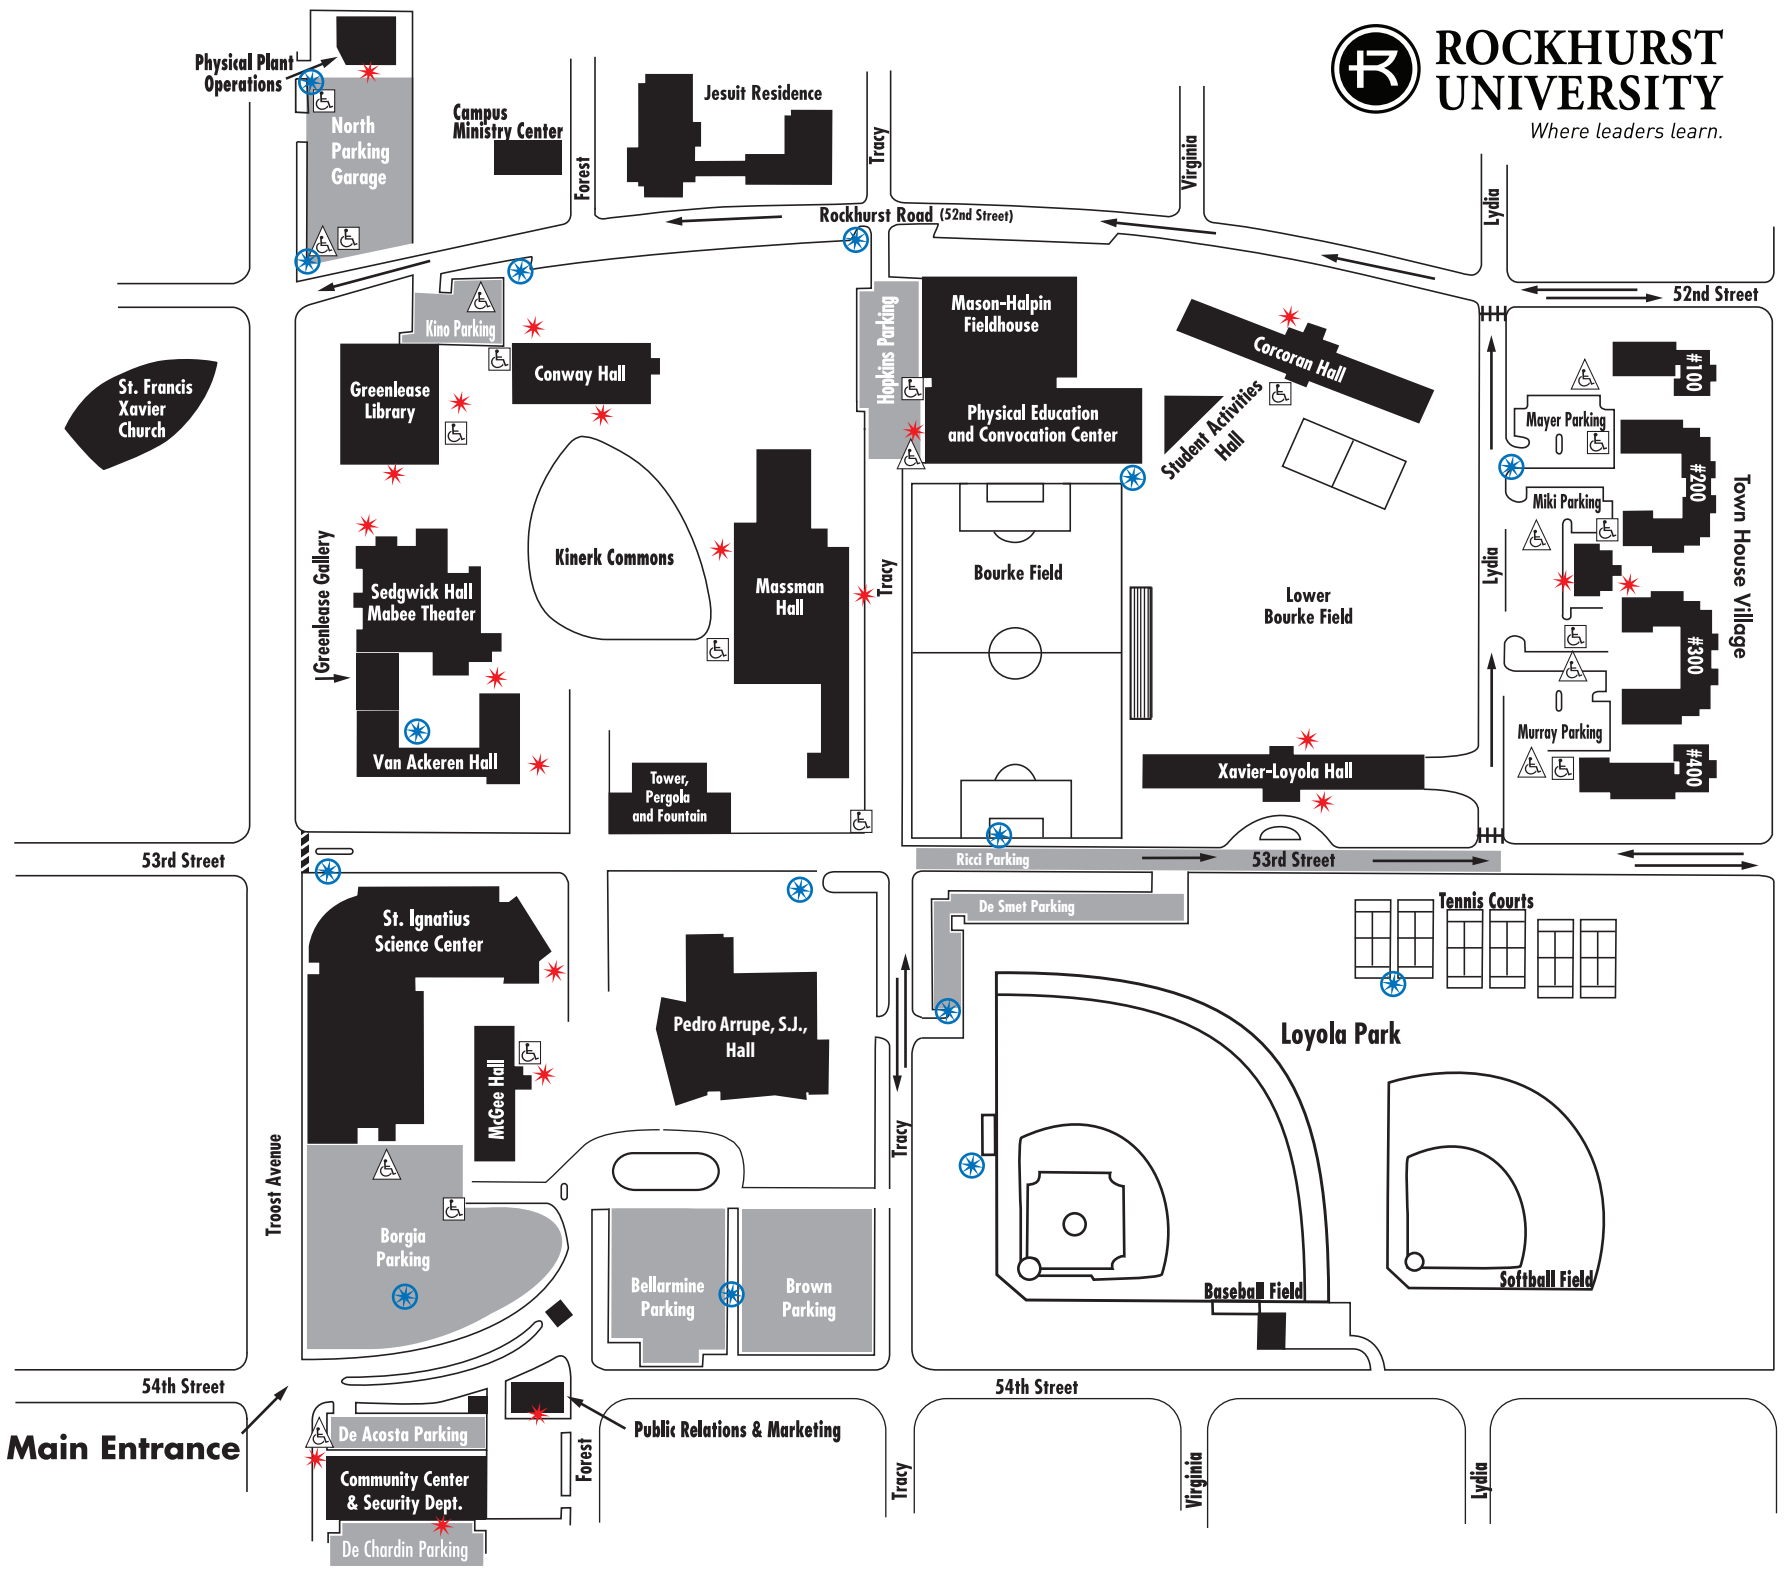 ROCKHURST
UNIVERSITY
Where leaders learn.
Physical Plant
Operations
North
Parking
Garage
Campus
Ministry Center
Forest
Jesuit Residence
Tracy
Virginia
Lydia
Rockhurst Road (52nd Street)
52nd Street
St. Francis
Xavier
Church
Kino Parking
Greenlease
Library
Conway Hall
Hopkins Parking
Mason-Halpin
Fieldhouse
Physical Education
and Convocation Center
Corcoran Hall
Student Activities
Hall
Mayer Parking
#100
Miki Parking
#200
Town House Village
#300
Murray Parking
#400
Greenlease Gallery
Sedgwick Hall
Mabee Theater
Kinerk Commons
Massman
Hall
Tracy
Bourke Field
Lower
Bourke Field
Lydia
Van Ackeren Hall
Tower,
Pergola
and Fountain
Xavier-Loyola Hall
53rd Street
Ricci Parking
53rd Street
De Smet Parking
Tennis Courts
St. Ignatius
Science Center
Pedro Arrupe, S.J.,
Hall
Loyola Park
McGee Hall
Troost Avenue
Tracy
Borgia
Parking
Bellarmine
Parking
Brown
Parking
Baseball Field
Softball Field
54th Street
54th Street
Main Entrance
De Acosta Parking
Public Relations & Marketing
Community Center
& Security Dept.
De Chardin Parking
Forest
Tracy
Virginia
Lydia